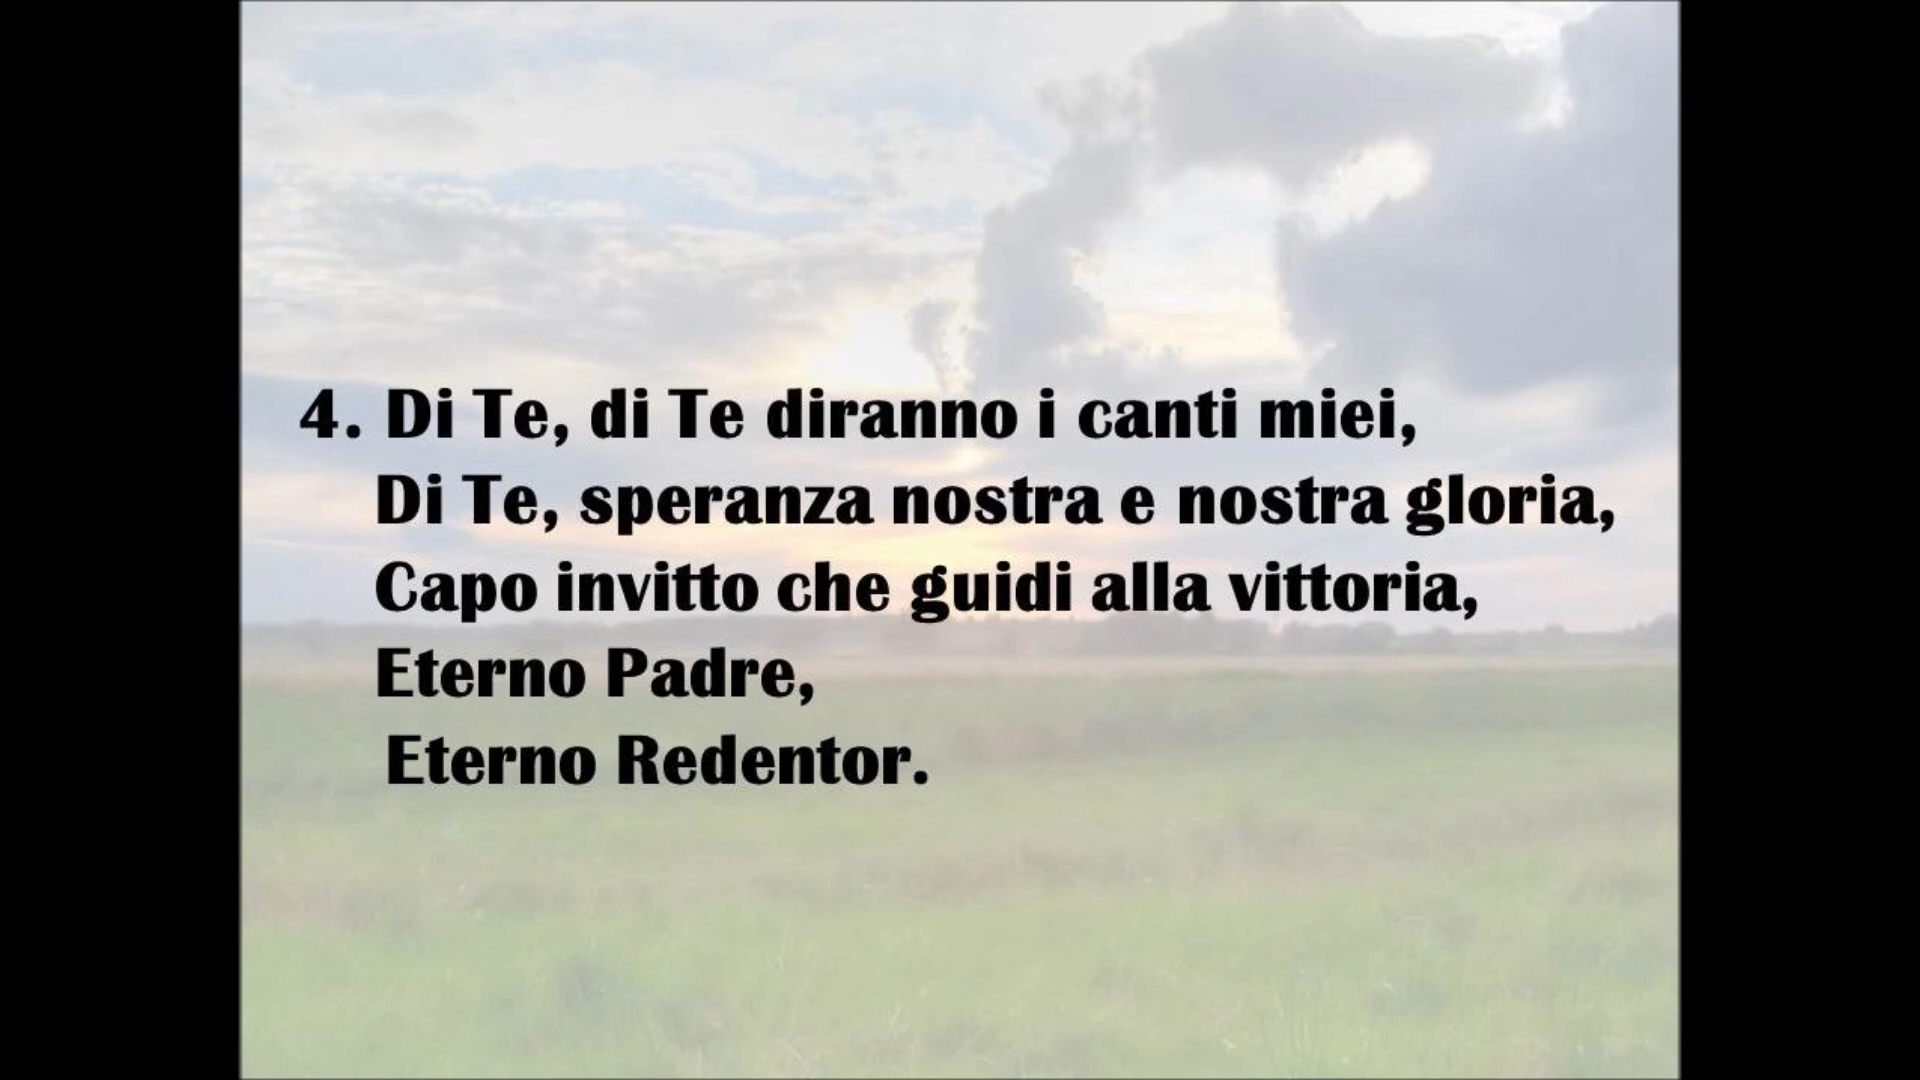 4. Di Te, di Te diranno i canti miei,
Di Te, speranza nostra e nostra gloria,
Capo invitto che guidi alla vittoria,
Eterno Padre,
Eterno Redentor.